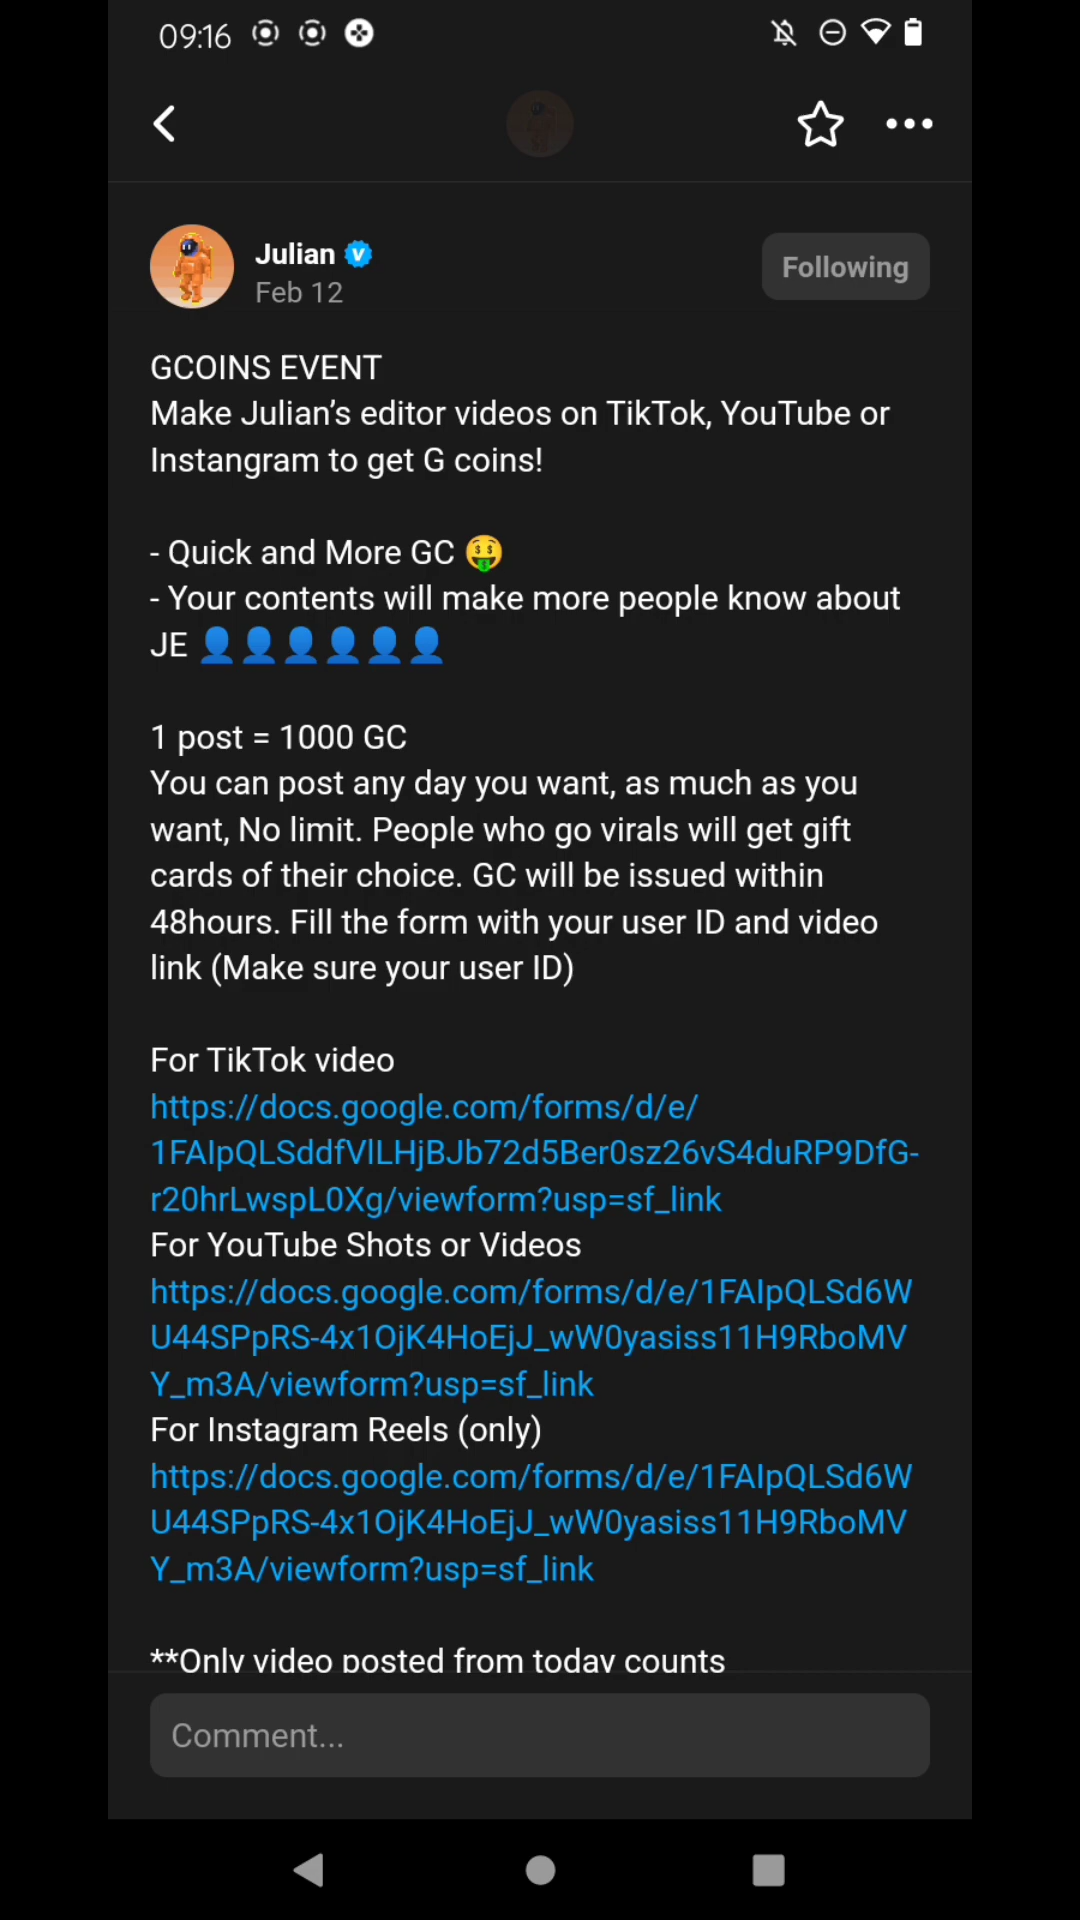 09:16
Julian
Feb 12
Following
GCOINS EVENT
Make Julian’s editor videos on TikTok, YouTube or
Instangram to get G coins!
- Quick and More GC 🤑
- Your contents will make more people know about
JE 👤👤👤👤👤👤
1 post = 1000 GC
You can post any day you want, as much as you
want, No limit. People who go virals will get gift
cards of their choice. GC will be issued within
48hours. Fill the form with your user ID and video
link (Make sure your user ID)
For TikTok video
https://docs.google.com/forms/d/e/
1FAIpQLSddfVlLHjBJb72d5Ber0sz26vS4duRP9DfG-
r20hrLwspL0Xg/viewform?usp=sf_link
For YouTube Shots or Videos
https://docs.google.com/forms/d/e/1FAIpQLSd6W
U44SPpRS-4x1OjK4HoEjJ_wW0yasiss11H9RboMV
Y_m3A/viewform?usp=sf_link
For Instagram Reels (only)
https://docs.google.com/forms/d/e/1FAIpQLSd6W
U44SPpRS-4x1OjK4HoEjJ_wW0yasiss11H9RboMV
Y_m3A/viewform?usp=sf_link
**Only video posted from today counts
Comment...